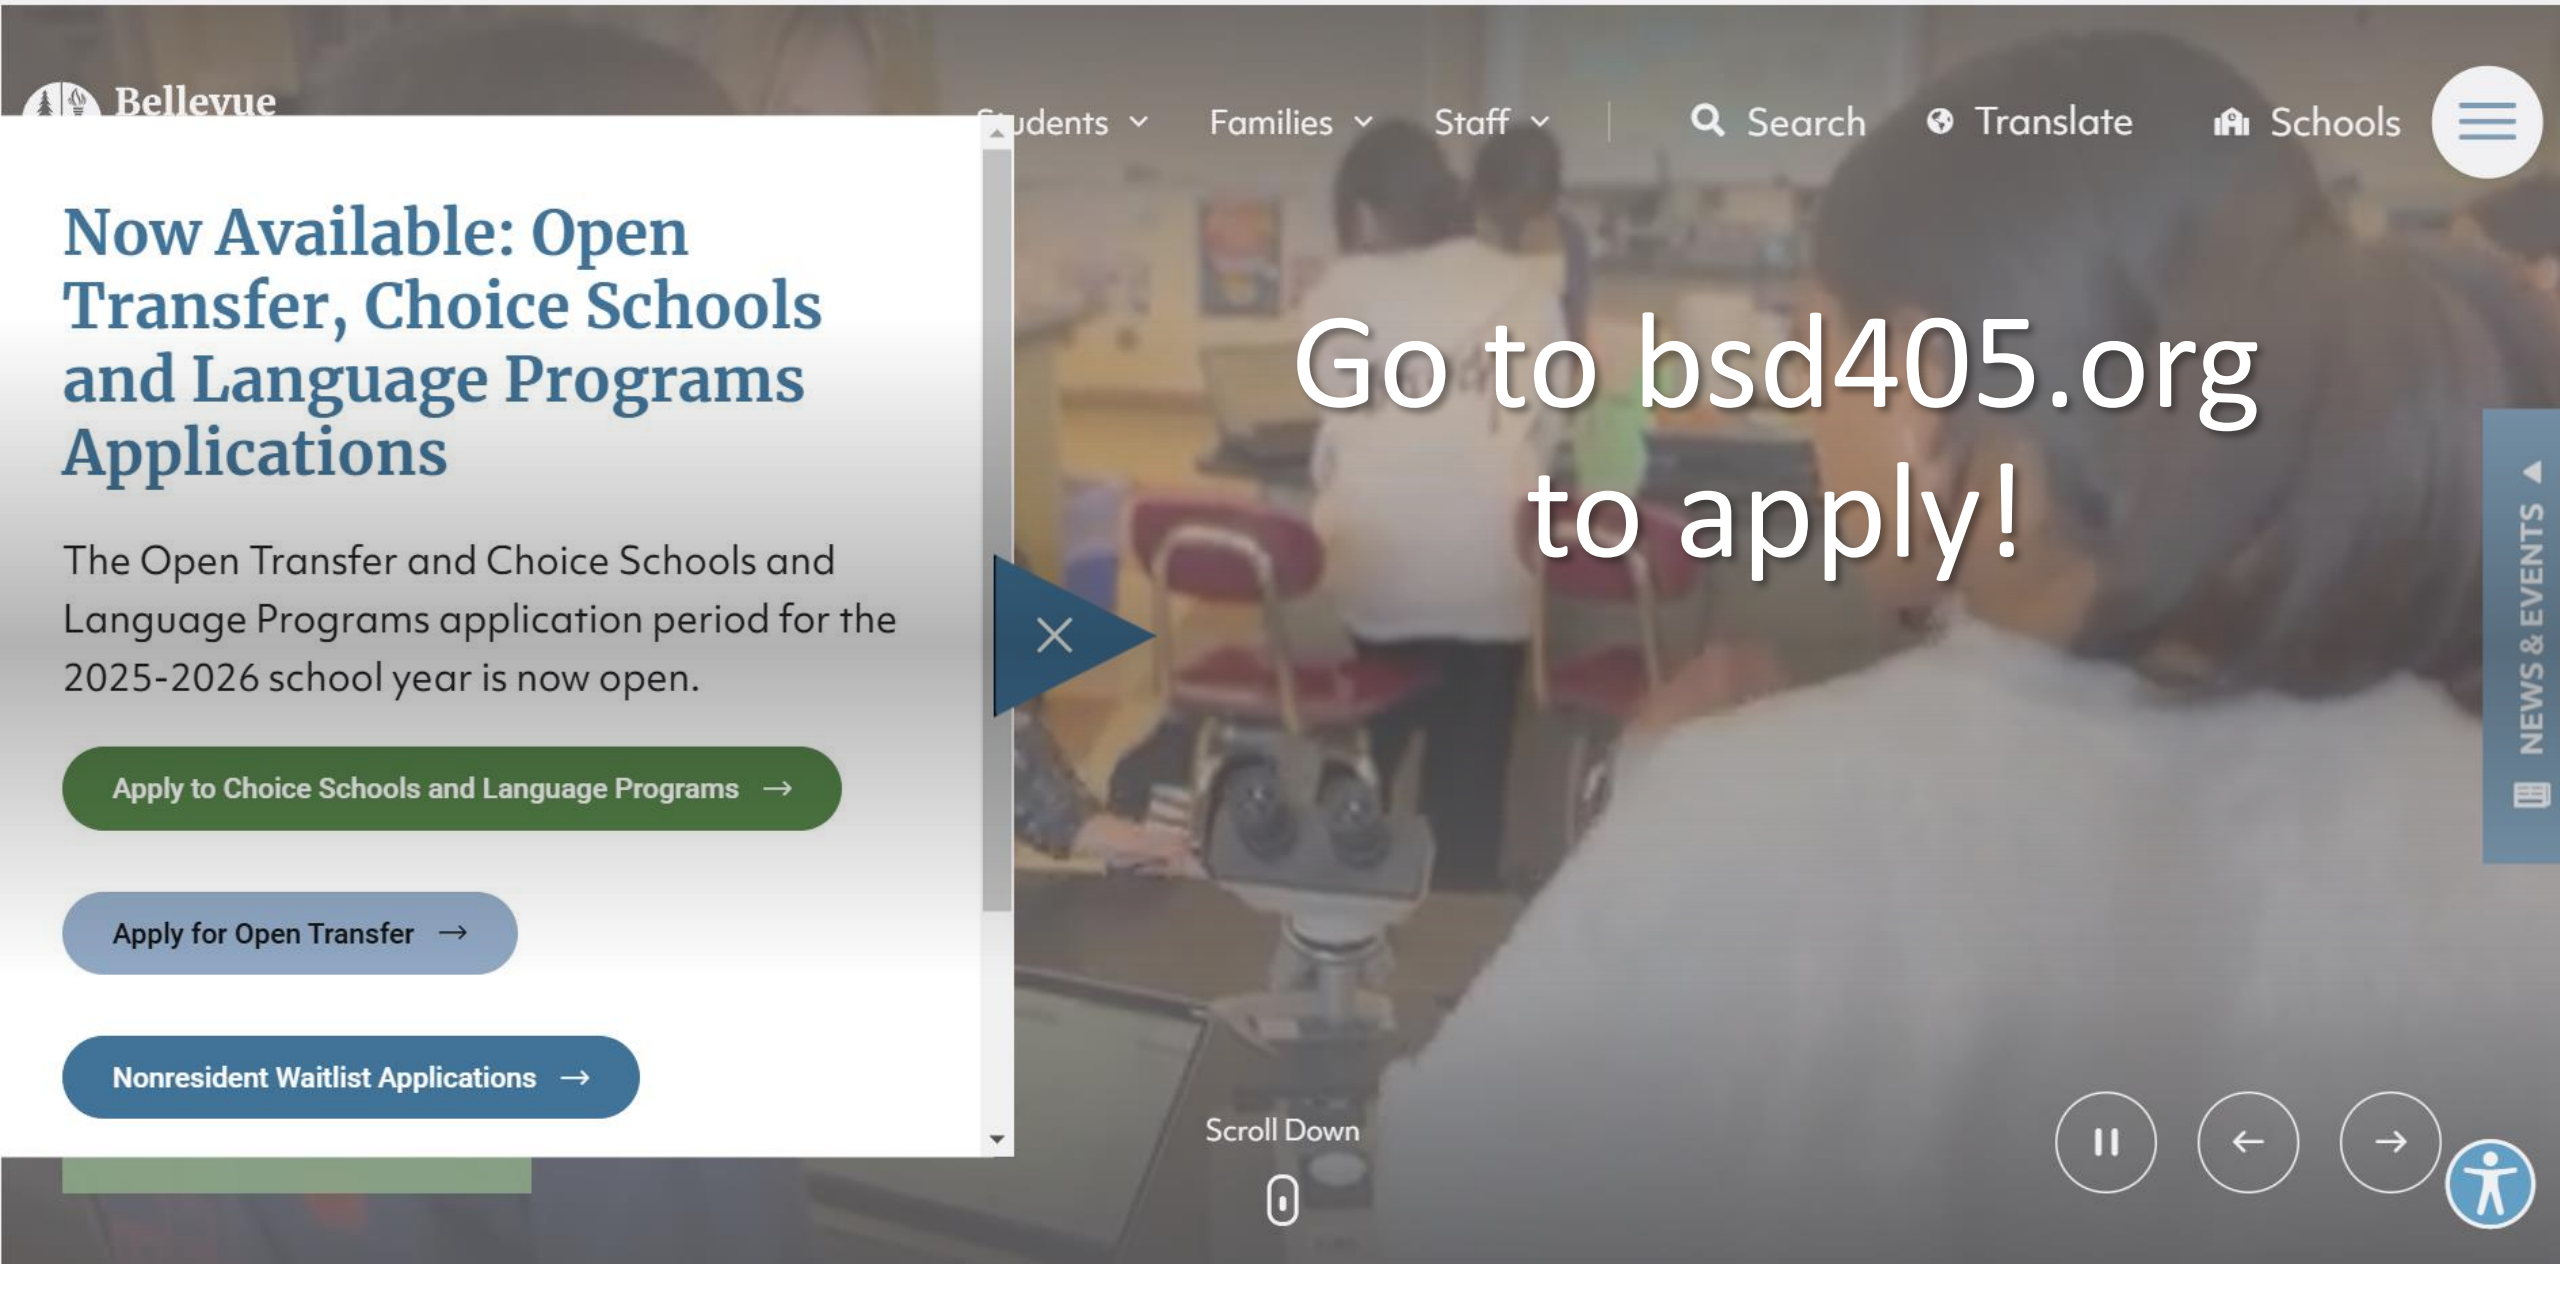 Bellevue
Students
Families
Staff
Search
Translate
Schools
Now Available: Open
Transfer, Choice Schools
and Language Programs
Applications
The Open Transfer and Choice Schools and
Language Programs application period for the
2025-2026 school year is now open.
Apply to Choice Schools and Language Programs →
Apply for Open Transfer →
Nonresident Waitlist Applications →
Go to bsd405.org
to apply!
NEWS & EVENTS
Scroll Down